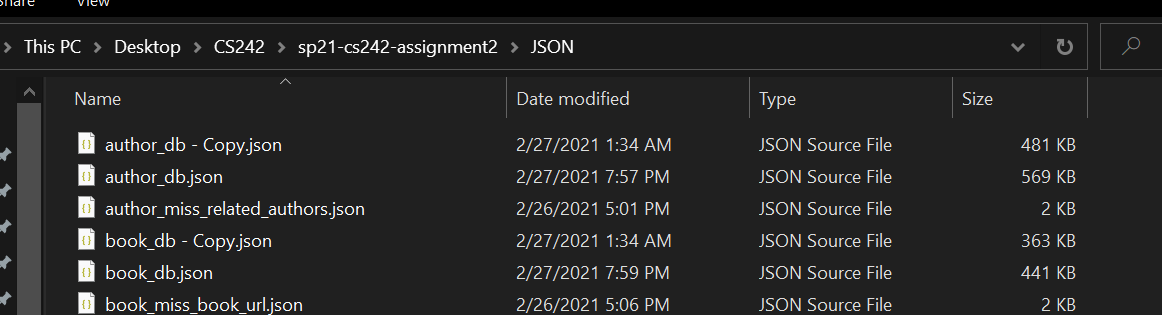 Share View
This PC > Desktop > CS242 > sp21-cs242-assignment2 > JSON
Name Date modified Type Size
author_db - Copy.json 2/27/2021 1:34 AM JSON Source File 481 KB
author_db.json 2/27/2021 7:57 PM JSON Source File 569 KB
author_miss_related_authors.json 2/26/2021 5:01 PM JSON Source File 2 KB
book_db - Copy.json 2/27/2021 1:34 AM JSON Source File 363 KB
book_db.json 2/27/2021 7:59 PM JSON Source File 441 KB
book_miss_book_url.json 2/26/2021 5:06 PM JSON Source File 2 KB